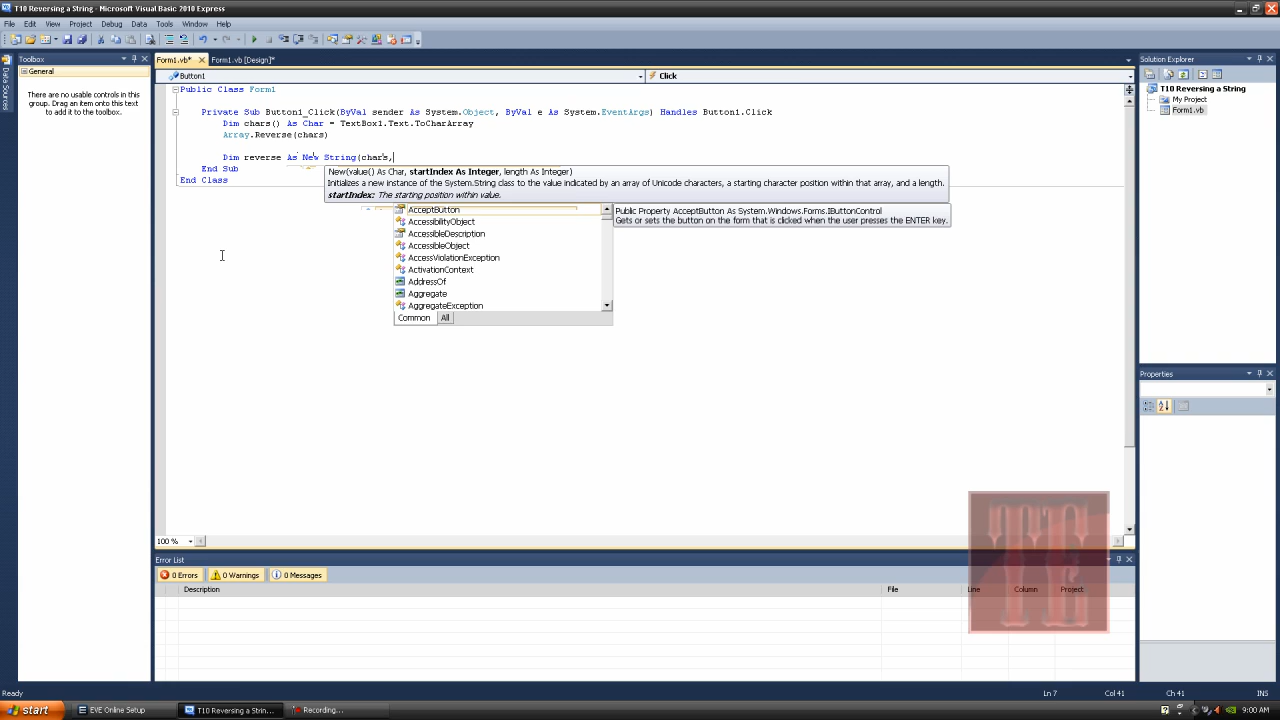 T10 Reversing a String - Microsoft Visual Basic 2010 Express
File Edit View Project Debug Data Tools Window Help
Toolbox
General
There are no usable controls in this
group. Drag an item onto this text
to add it to the toolbox.
Data Sources
Form1.vb* Form1.vb [Design]*
Button1 Click
Public Class Form1
Private Sub Button1_Click(ByVal sender As System.Object, ByVal e As System.EventArgs) Handles Button1.Click
Dim chars() As Char = TextBox1.Text.ToCharArray
Array.Reverse(chars)
Dim reverse As New String(chars,
End Sub
End Class
New(value() As Char, startIndex As Integer, length As Integer)
Initializes a new instance of the System.String class to the value indicated by an array of Unicode characters, a starting character position within that array, and a length.
startIndex: The starting position within value.
AcceptButton
AccessibilityObject
AccessibleDescription
AccessibleObject
AccessViolationException
ActivationContext
AddressOf
Aggregate
AggregateException
Common All
Public Property AcceptButton As System.Windows.Forms.IButtonControl
Gets or sets the button on the form that is clicked when the user presses the ENTER key.
Solution Explorer
T10 Reversing a String
My Project
Form1.vb
Properties
100 %
Error List
0 Errors 0 Warnings 0 Messages
Description File Line Column Project
Ready Ln 7 Col 41 Ch 41 INS
start EVE Online Setup T10 Reversing a Strin... Recording... 9:00 AM